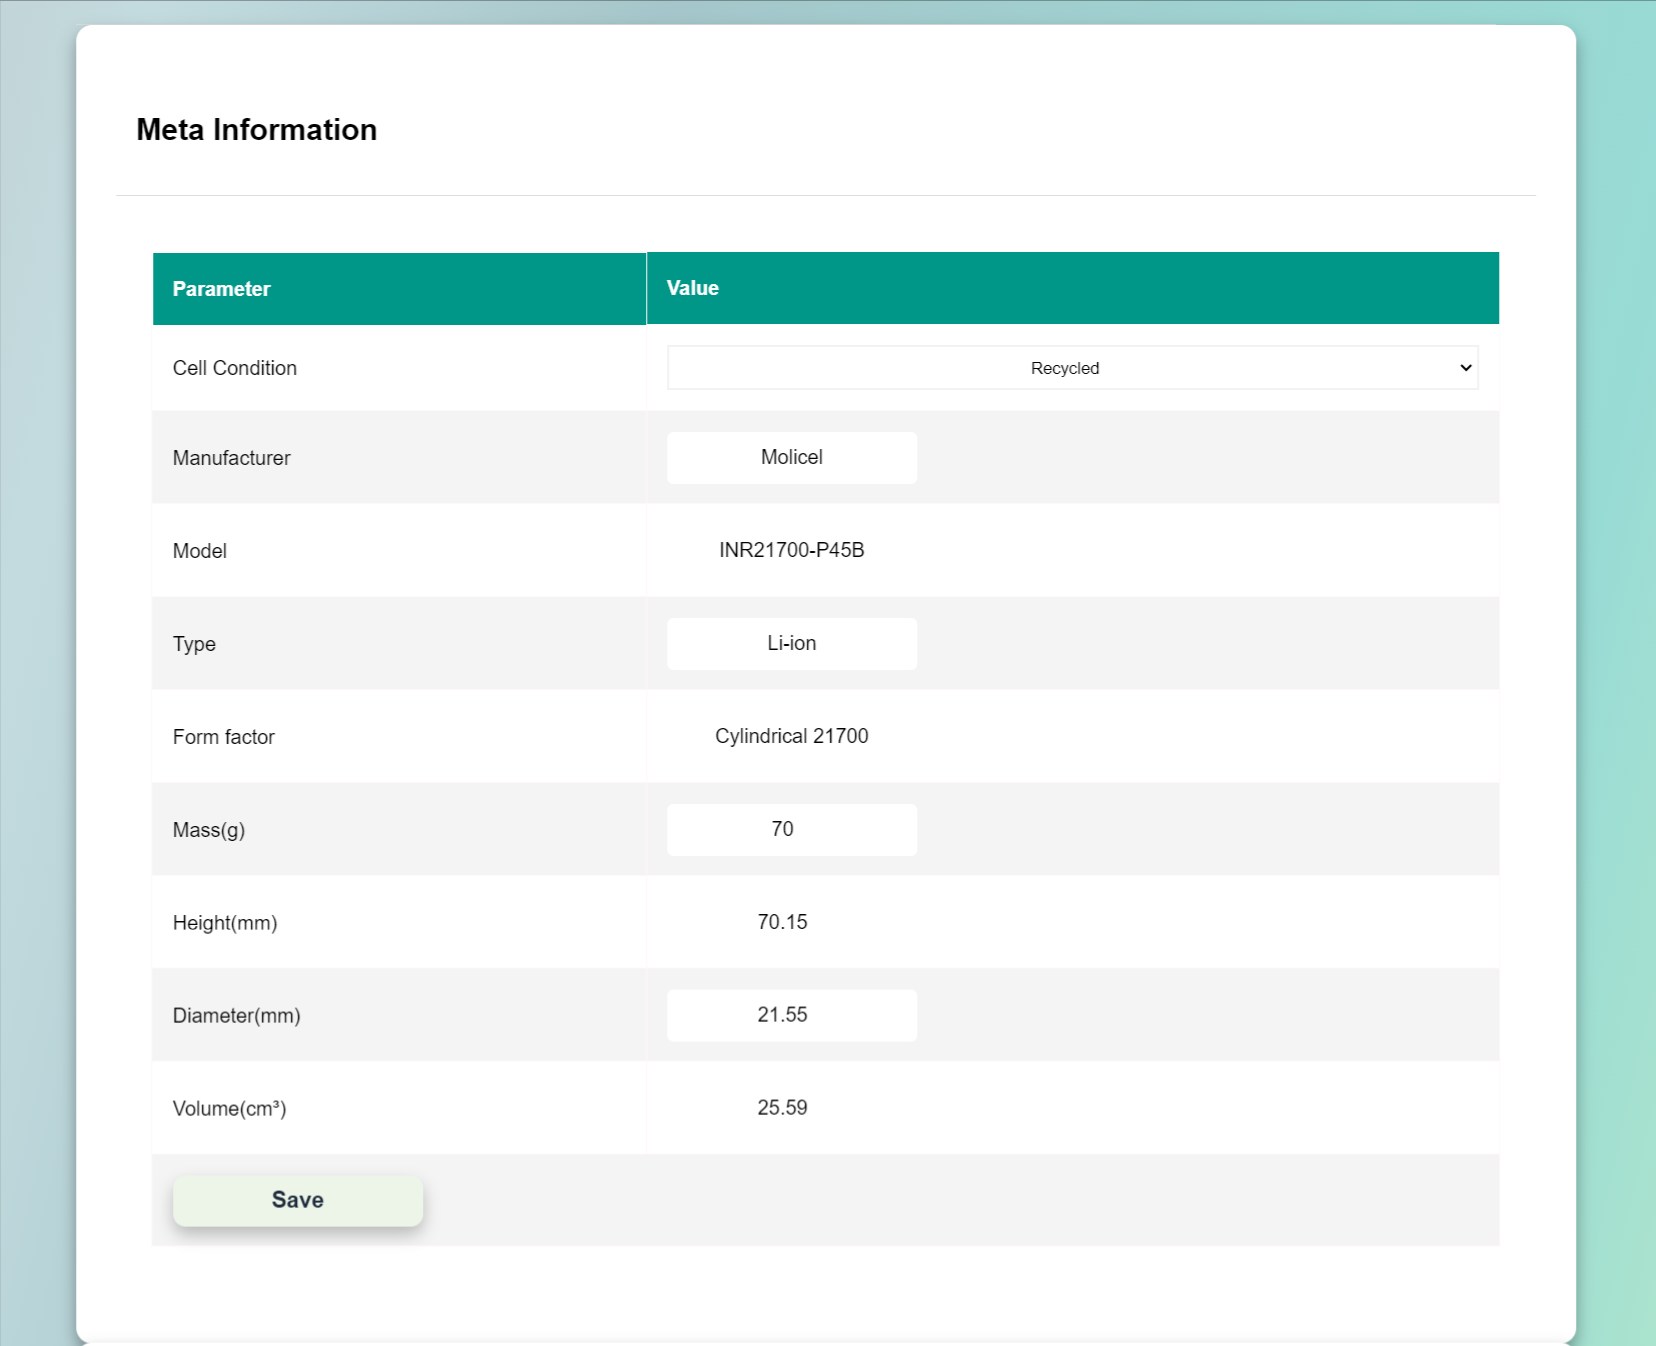 Meta Information
Parameter Value
Cell Condition Recycled
Manufacturer Molicel
Model INR21700-P45B
Type Li-ion
Form factor Cylindrical 21700
Mass(g) 70
Height(mm) 70.15
Diameter(mm) 21.55
Volume(cm³) 25.59
Save